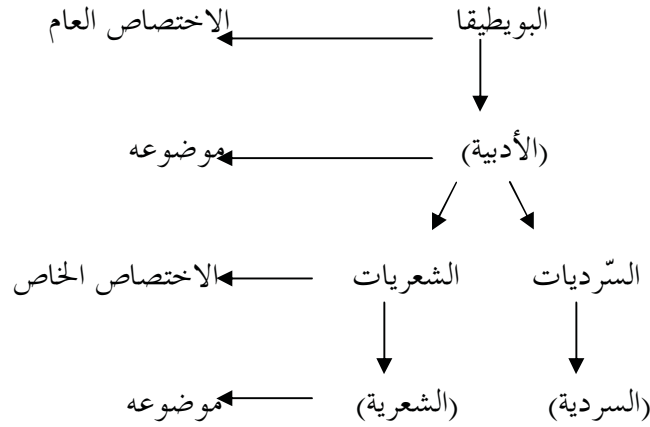 البويطيقا الاختصاص العام
(الأدبية) موضوعه
السّرديات الشعريات الاختصاص الخاص
(السردية) (الشعرية) موضوعه